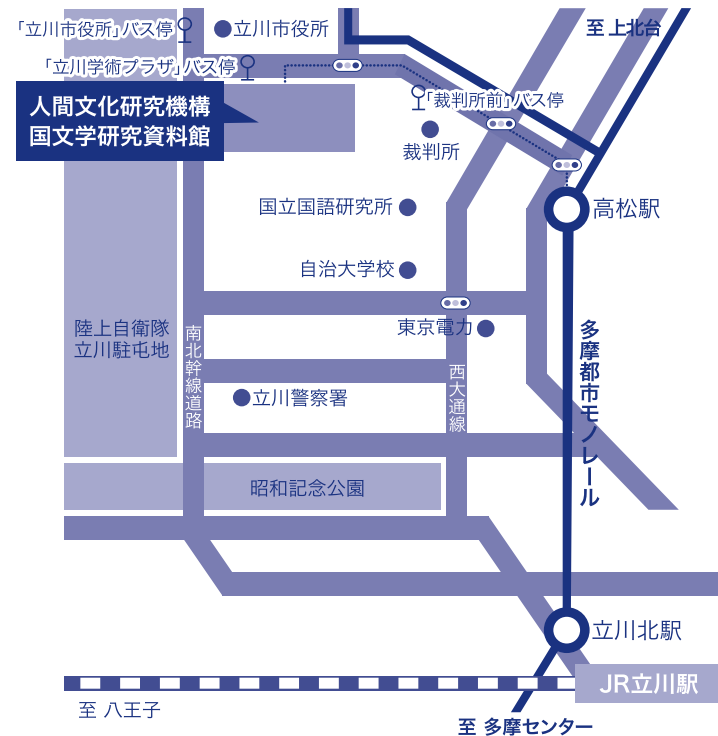 「立川市役所」バス停
立川市役所
至 上北台
「立川学術プラザ」バス停
「裁判所前」バス停
人間文化研究機構
国文学研究資料館
裁判所
国立国語研究所
高松駅
自治大学校
陸上自衛隊
立川駐屯地
南北幹線道路
東京電力
多摩都市モノレール
西大通線
立川警察署
昭和記念公園
立川北駅
JR立川駅
至 八王子
至 多摩センター